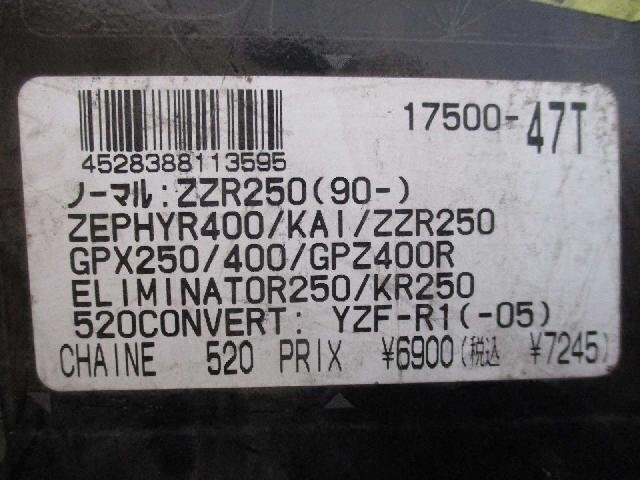 17500-47T
4528388113595
ノーマル:ZZR250(90-)
ZEPHYR400/KAI/ZZR250
GPX250/400/GPZ400R
ELIMINATOR250/KR250
520CONVERT: YZF-R1(-05)
CHAINE 520 PRIX ¥6900(税込 ¥7245)